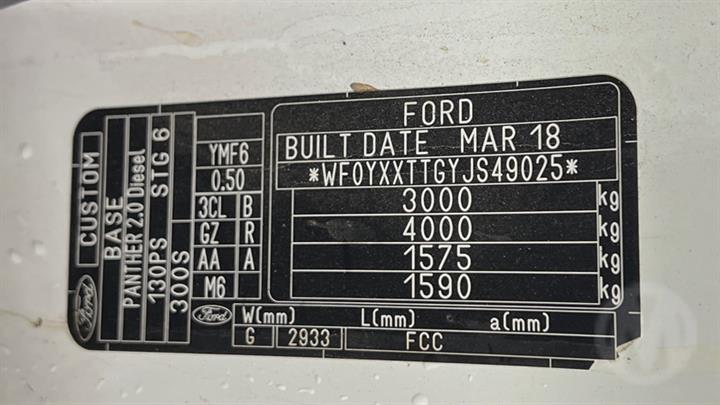 FORD
BUILT DATE MAR 18
*WF0YXXTTGYJS49025*
3000 kg
4000 kg
1575 kg
1590 kg
CUSTOM
BASE
PANTHER 2.0 Diesel
130PS STG 6
300S
YMF6
0.50
3CL B
GZ R
AA A
M6
Ford
Ford
W(mm) L(mm) a(mm)
G 2933 FCC
M